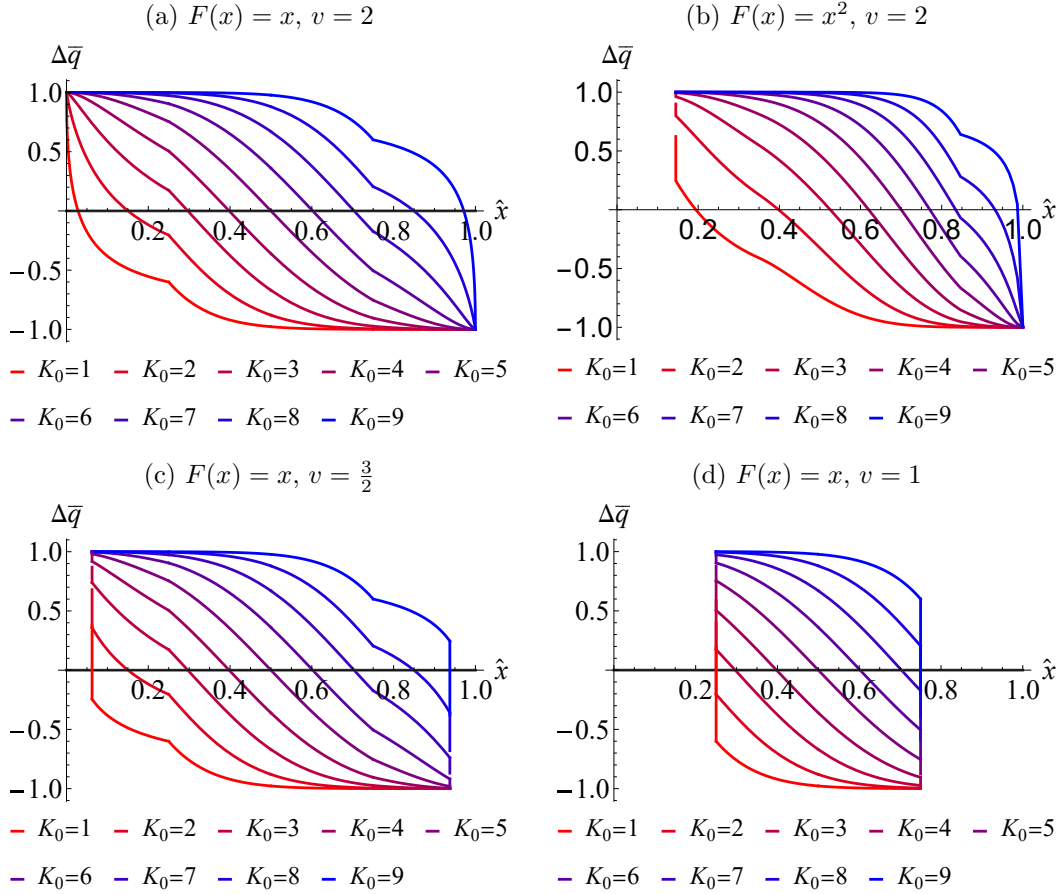 (a) F(x) = x, v = 2
Δq̅
1.0
0.5
−0.5
−1.0
0.2 0.4 0.6 0.8 1.0
x̂
K₀=1 K₀=2 K₀=3 K₀=4 K₀=5
K₀=6 K₀=7 K₀=8 K₀=9
(b) F(x) = x², v = 2
Δq̅
1.0
0.5
−0.5
−1.0
0.2 0.4 0.6 0.8 1.0
x̂
K₀=1 K₀=2 K₀=3 K₀=4 K₀=5
K₀=6 K₀=7 K₀=8 K₀=9
(c) F(x) = x, v = 3/2
Δq̅
1.0
0.5
−0.5
−1.0
0.2 0.4 0.6 0.8 1.0
x̂
K₀=1 K₀=2 K₀=3 K₀=4 K₀=5
K₀=6 K₀=7 K₀=8 K₀=9
(d) F(x) = x, v = 1
Δq̅
1.0
0.5
−0.5
−1.0
0.2 0.4 0.6 0.8 1.0
x̂
K₀=1 K₀=2 K₀=3 K₀=4 K₀=5
K₀=6 K₀=7 K₀=8 K₀=9